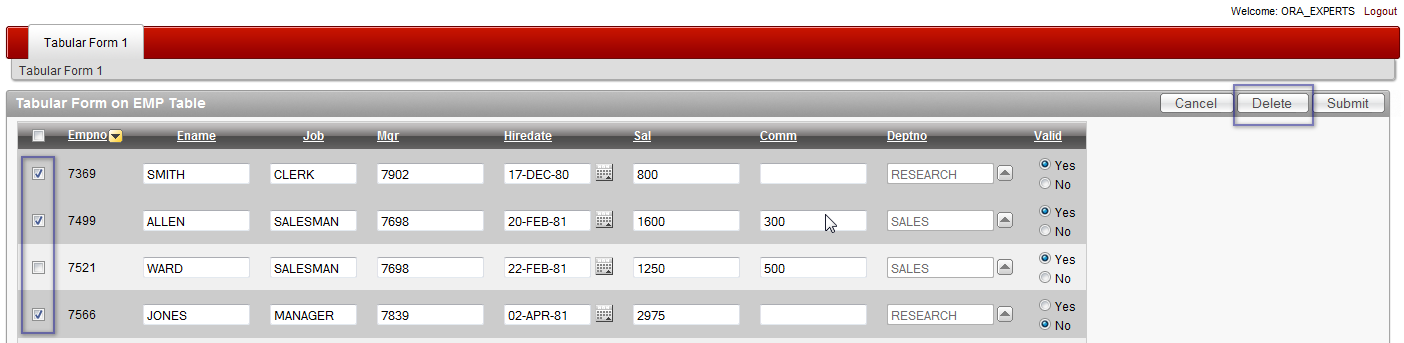 Welcome: ORA_EXPERTS Logout
Tabular Form 1
Tabular Form 1
Tabular Form on EMP Table Cancel Delete Submit
Empno Ename Job Mgr Hiredate Sal Comm Deptno Valid
7369 SMITH CLERK 7902 17-DEC-80 800 RESEARCH Yes
No
7499 ALLEN SALESMAN 7698 20-FEB-81 1600 300 SALES Yes
No
7521 WARD SALESMAN 7698 22-FEB-81 1250 500 SALES Yes
No
7566 JONES MANAGER 7839 02-APR-81 2975 RESEARCH Yes
No